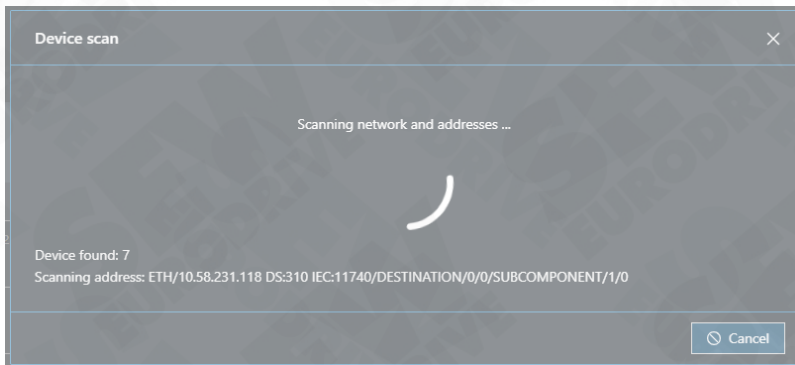 Device scan
Scanning network and addresses ...
2
Device found: 7
Scanning address: ETH/10.58.231.118 DS:310 IEC:11740/DESTINATION/0/0/SUBCOMPONENT/1/0
Cancel